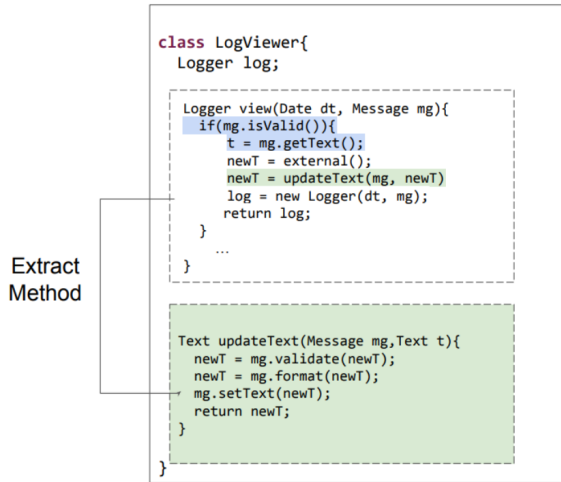 class LogViewer{
Logger log;
Logger view(Date dt, Message mg){
if(mg.isValid()){
t = mg.getText();
newT = external();
newT = updateText(mg, newT)
log = new Logger(dt, mg);
return log;
}
…
}
Extract
Method
Text updateText(Message mg,Text t){
newT = mg.validate(newT);
newT = mg.format(newT);
mg.setText(newT);
return newT;
}
}